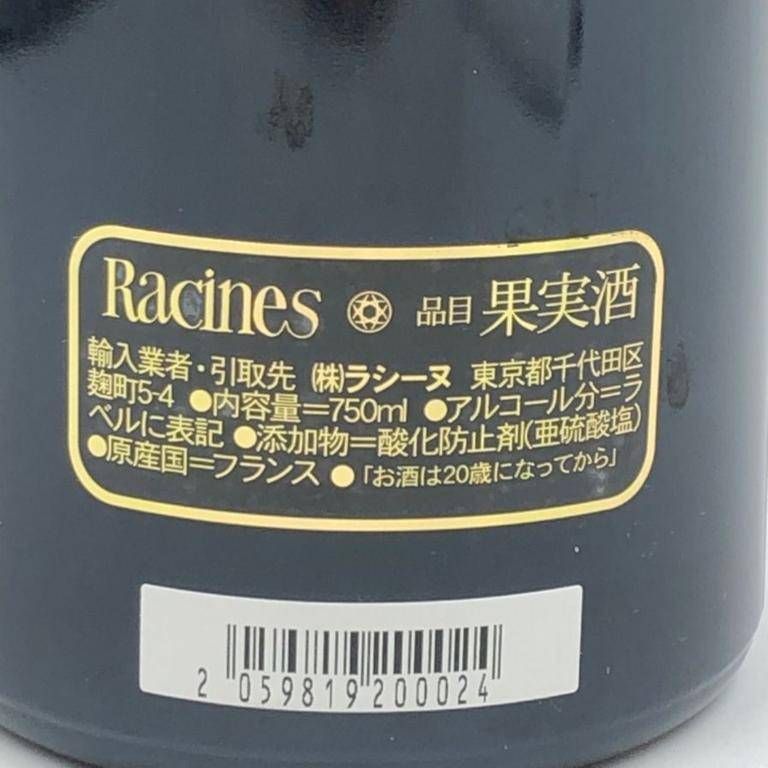 Racines 品目 果実酒
輸入業者・引取先 ㈱ラシーヌ 東京都千代田区
麹町5-4 ●内容量=750ml ●アルコール分=ラ
ベルに表記 ●添加物=酸化防止剤(亜硫酸塩)
●原産国=フランス ●「お酒は20歳になってから」
2 059819 200024